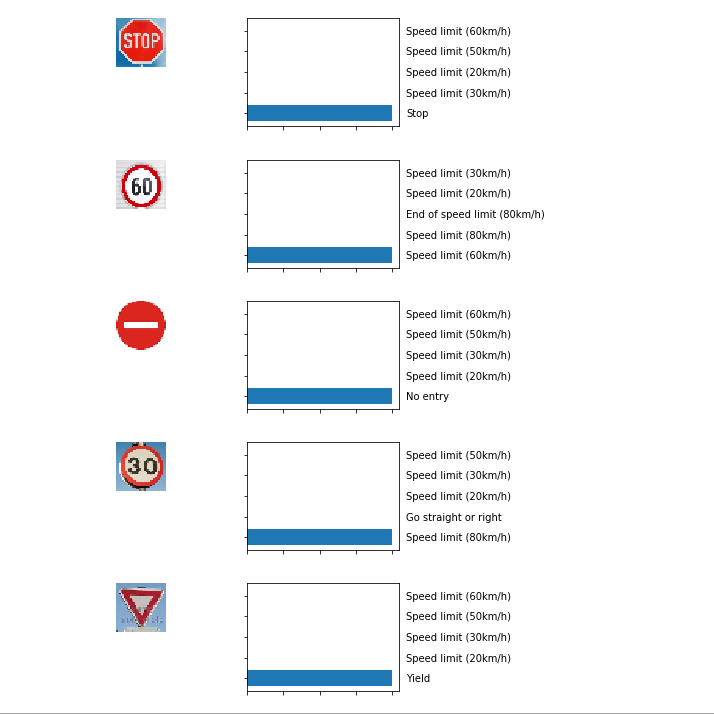 STOP
Speed limit (60km/h)
Speed limit (50km/h)
Speed limit (20km/h)
Speed limit (30km/h)
Stop
60
Speed limit (30km/h)
Speed limit (20km/h)
End of speed limit (80km/h)
Speed limit (80km/h)
Speed limit (60km/h)
Speed limit (60km/h)
Speed limit (50km/h)
Speed limit (30km/h)
Speed limit (20km/h)
No entry
30
Speed limit (50km/h)
Speed limit (30km/h)
Speed limit (20km/h)
Go straight or right
Speed limit (80km/h)
Speed limit (60km/h)
Speed limit (50km/h)
Speed limit (30km/h)
Speed limit (20km/h)
Yield